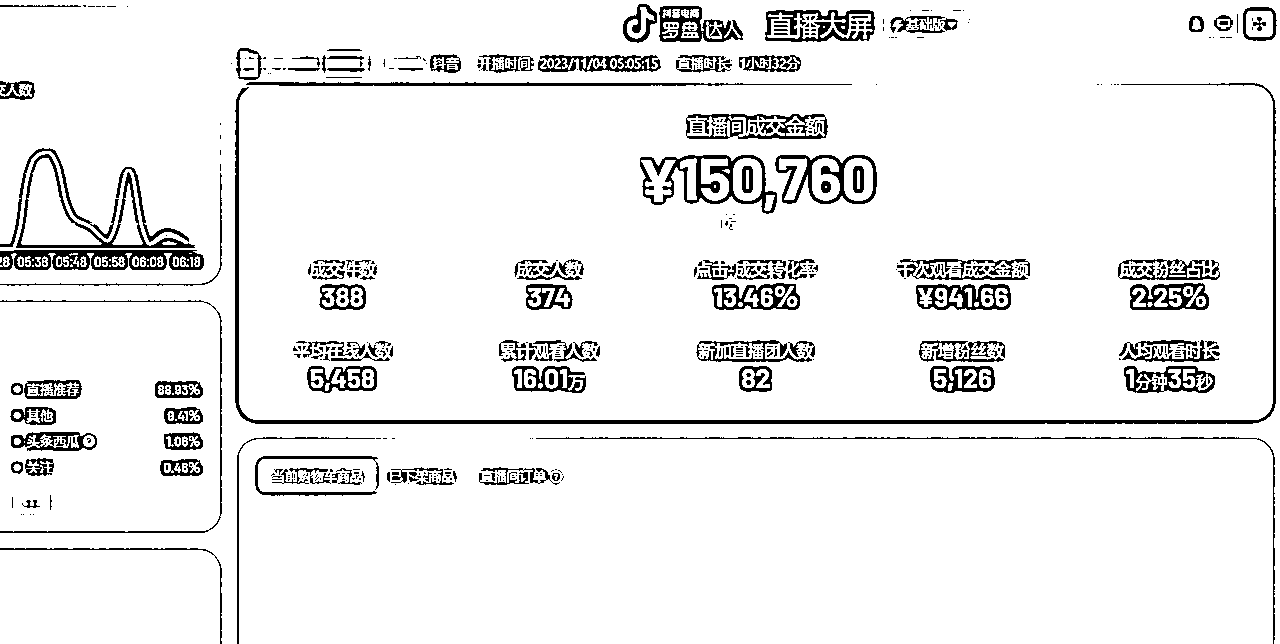 抖音电商
罗盘 达人 直播大屏 基础版
抖音 开播时间 2023/11/04 05:05:15 直播时长 1小时32分
交人数
直播间成交金额
¥150,760
28 05:38 05:48 05:58 06:08 06:18
成交件数 成交人数 点击-成交转化率 千次观看成交金额 成交粉丝占比
388 374 13.46% ¥941.66 2.25%
平均在线人数 累计观看人数 新加直播团人数 新增粉丝数 人均观看时长
5,458 16.01万 82 5,126 1分钟35秒
直播推荐 88.93%
其他 8.41%
头条西瓜 ? 1.06%
关注 0.48%
当前购物车商品 已下架商品 直播间订单 ?